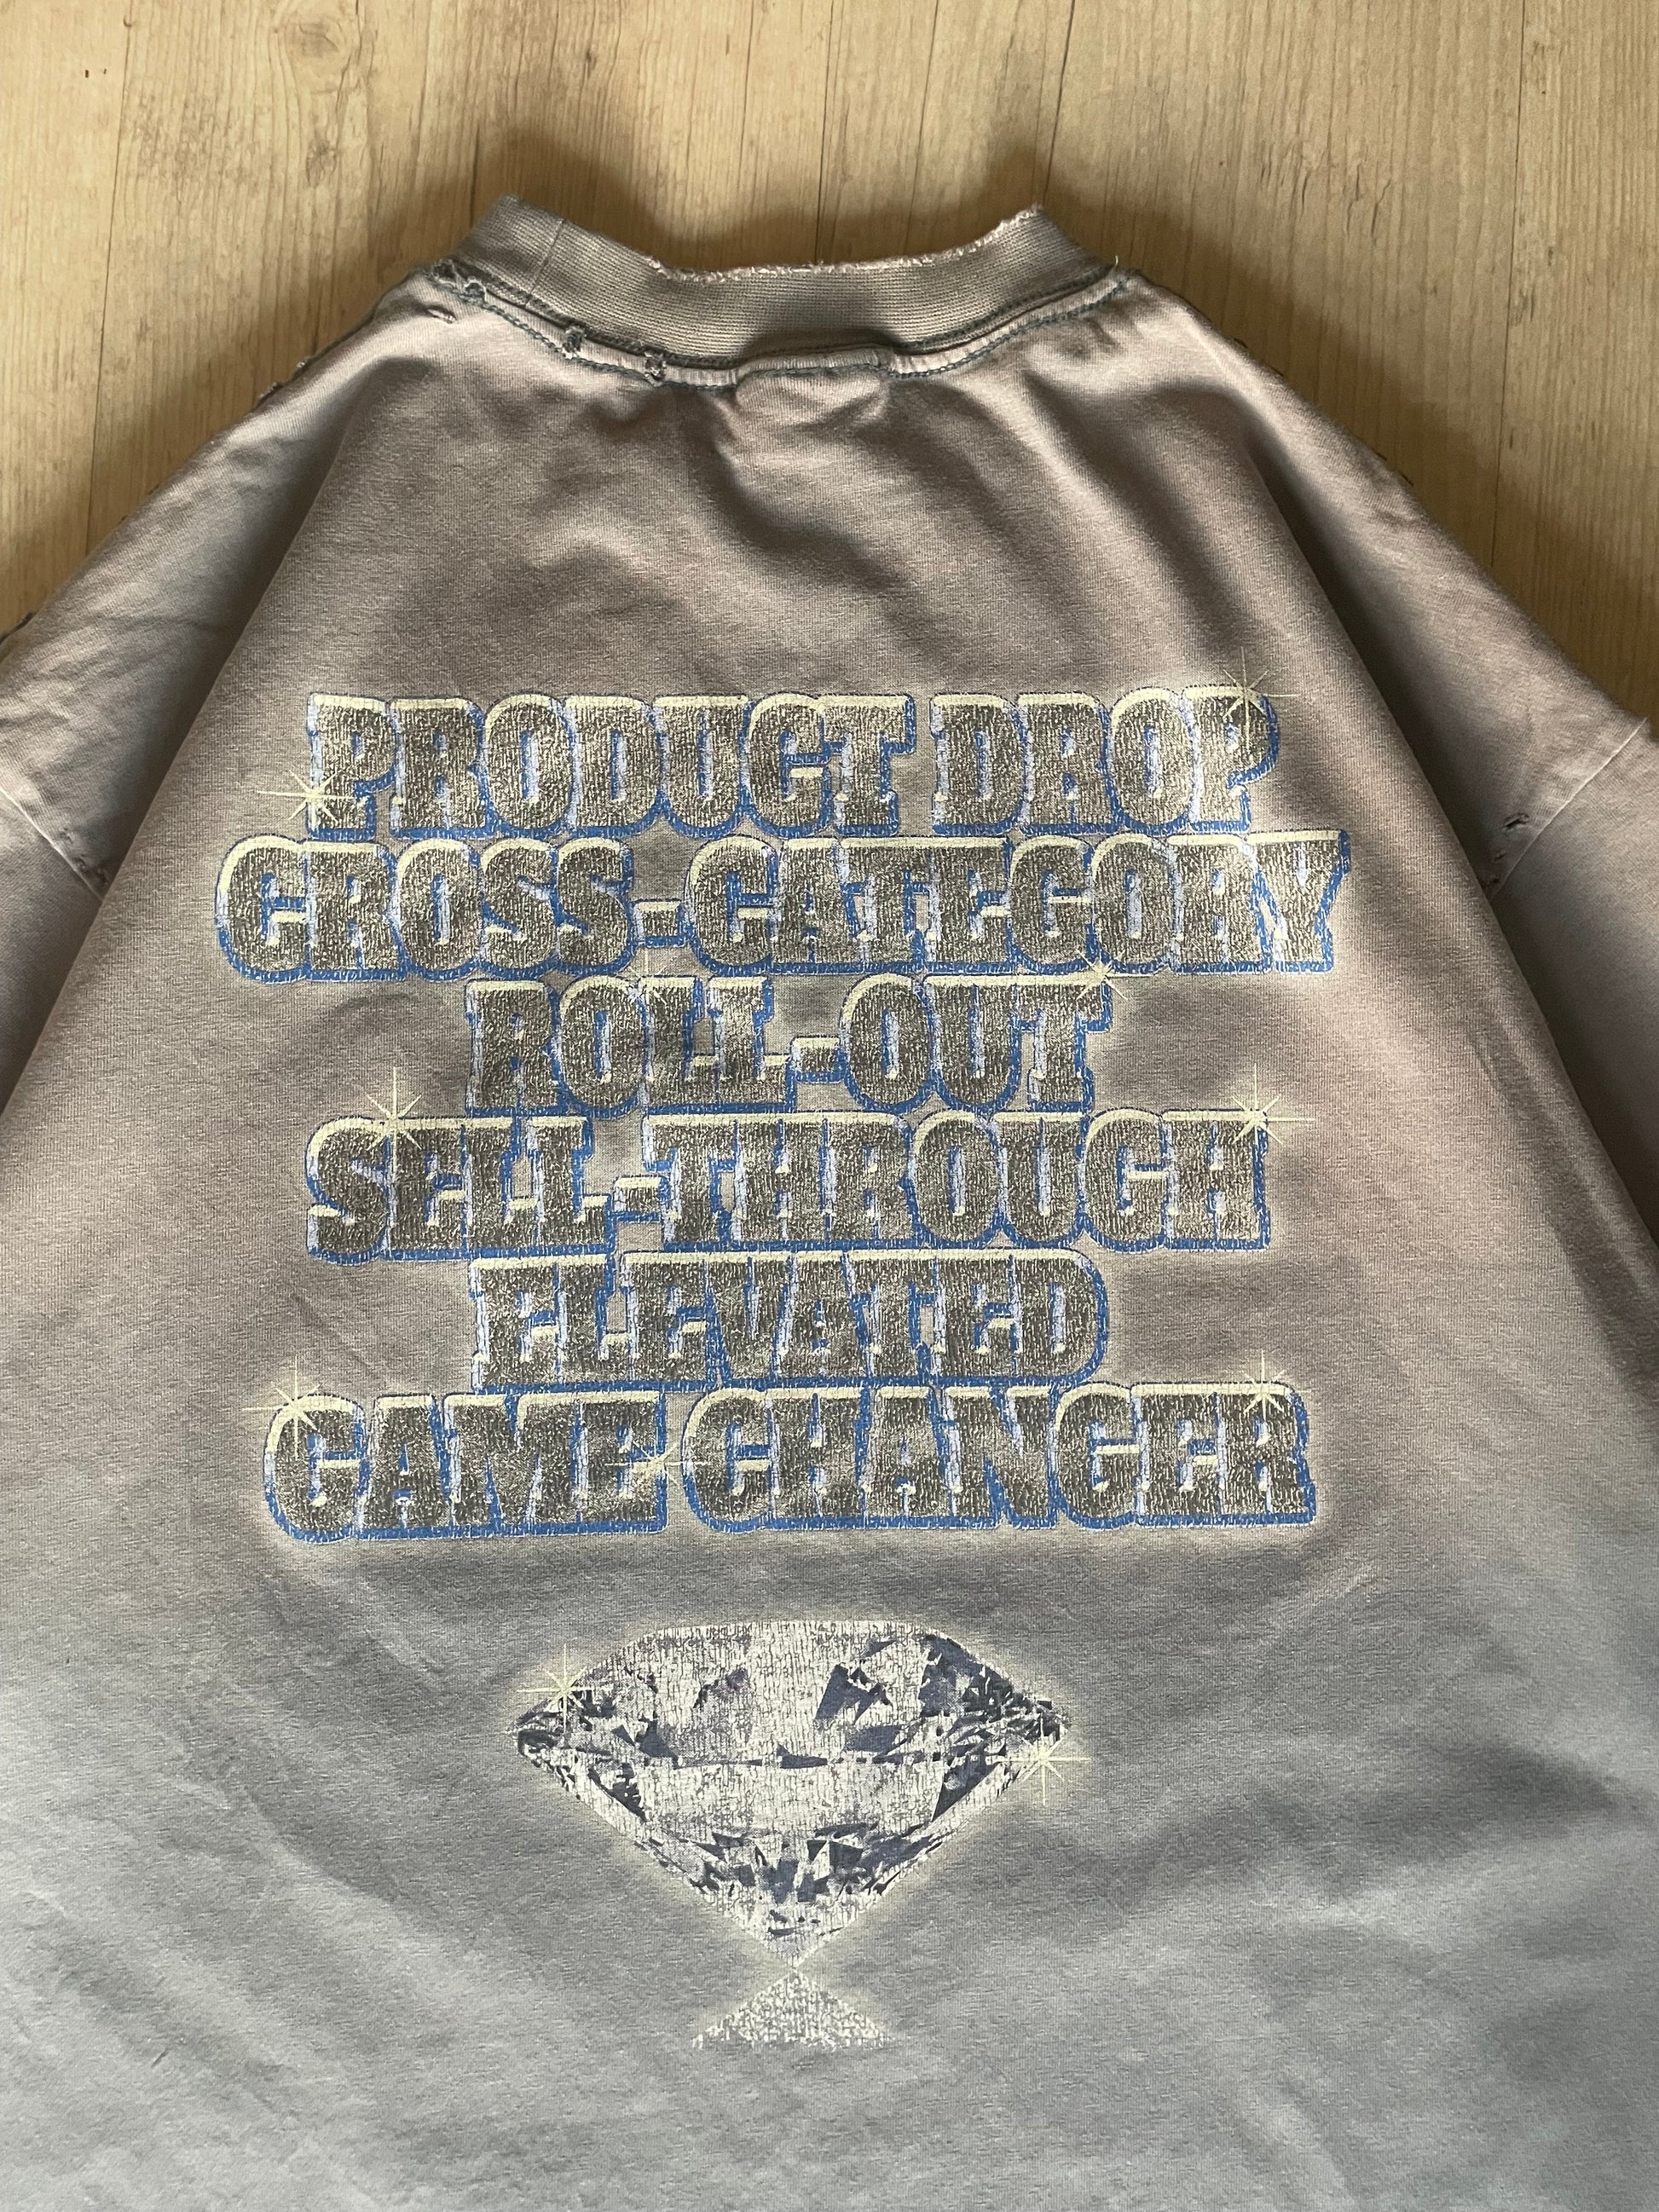 PRODUCT DROP
CROSS-CATEGORY
ROLL-OUT
SELL-THROUGH
ELEVATED
GAME CHANGER